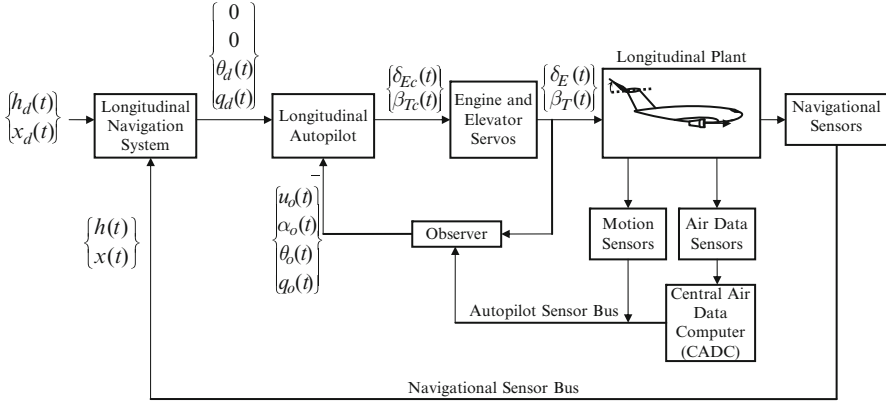 Longitudinal Plant
0
0
θ_d(t)
q_d(t)
δ_Ec(t)
β_Tc(t)
δ_E(t)
β_T(t)
h_d(t)
x_d(t)
Longitudinal
Navigation
System
Longitudinal
Autopilot
Engine and
Elevator
Servos
Navigational
Sensors
−
u_o(t)
α_o(t)
θ_o(t)
q_o(t)
h(t)
x(t)
Observer
Motion
Sensors
Air Data
Sensors
Autopilot Sensor Bus
Central Air
Data
Computer
(CADC)
Navigational Sensor Bus